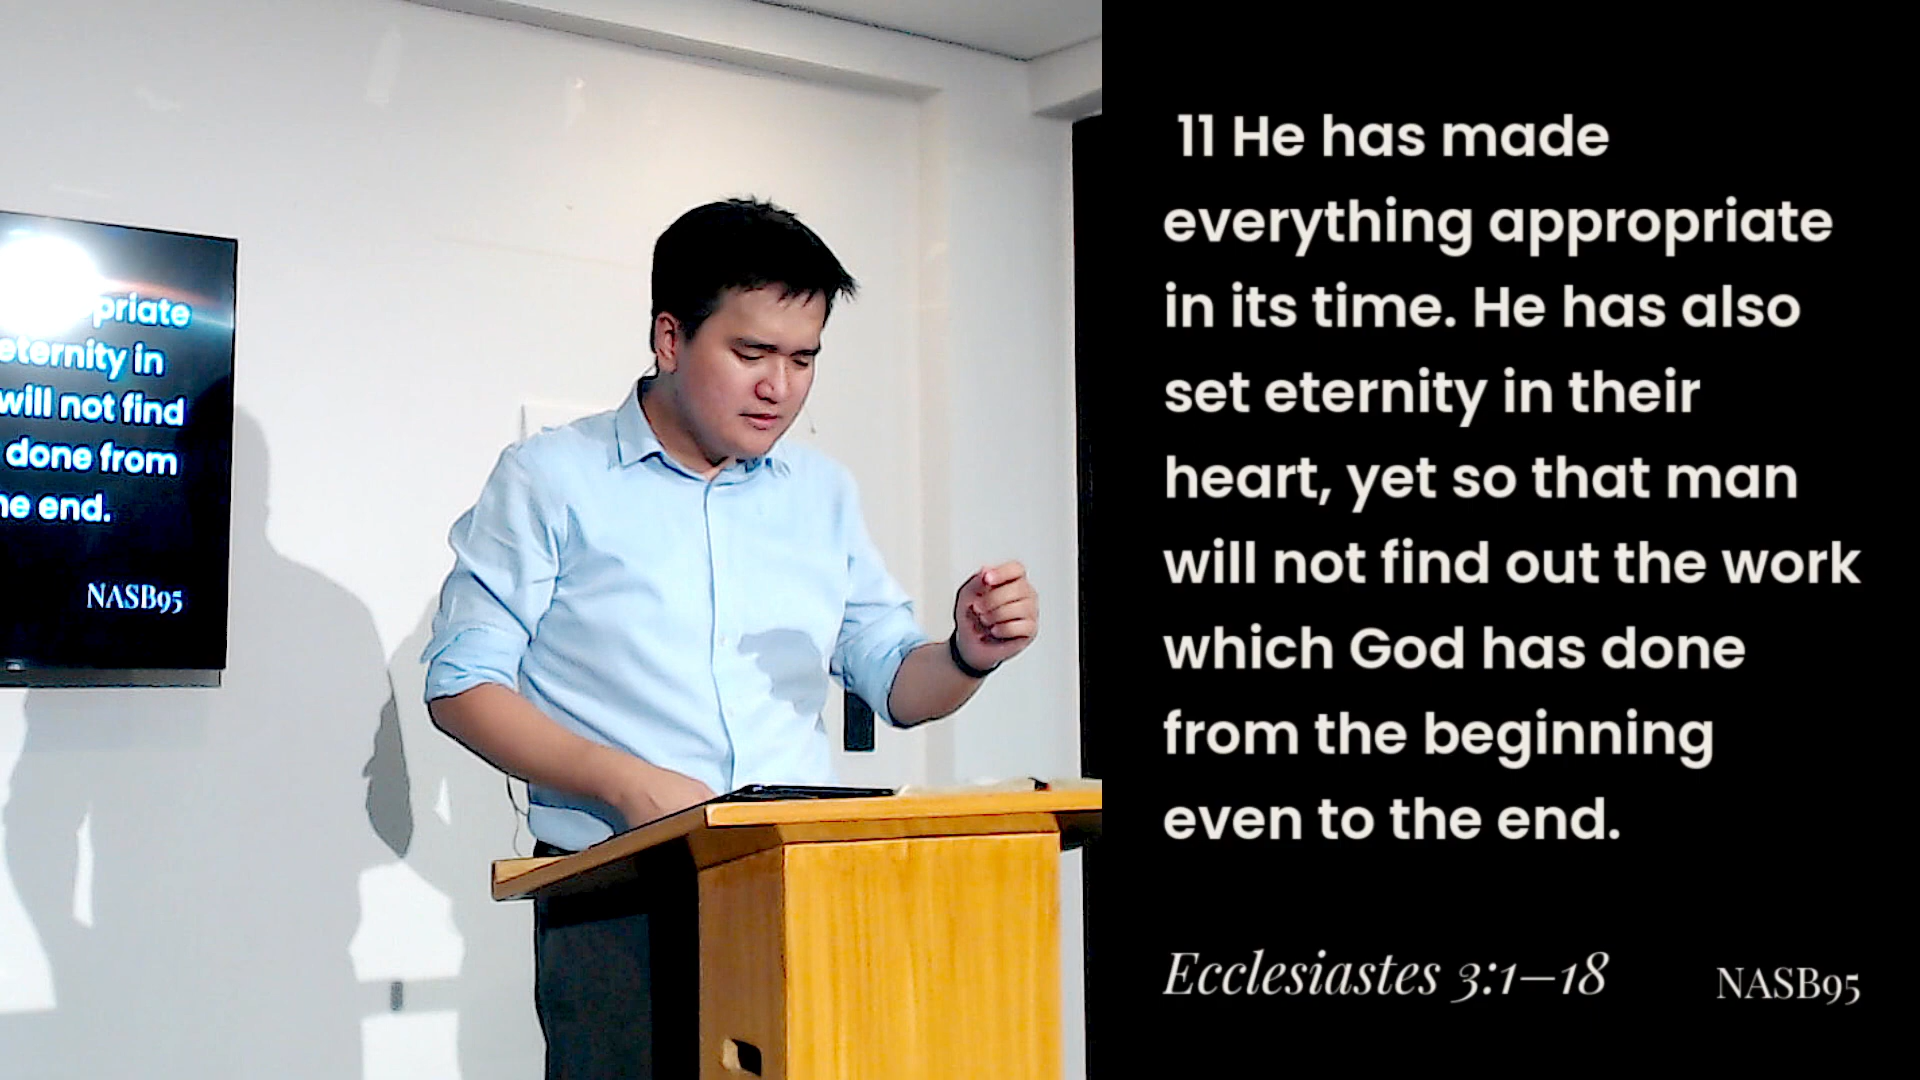 priate
eternity in
will not find
done from
he end.
NASB95
11 He has made
everything appropriate
in its time. He has also
set eternity in their
heart, yet so that man
will not find out the work
which God has done
from the beginning
even to the end.
Ecclesiastes 3:1–18
NASB95